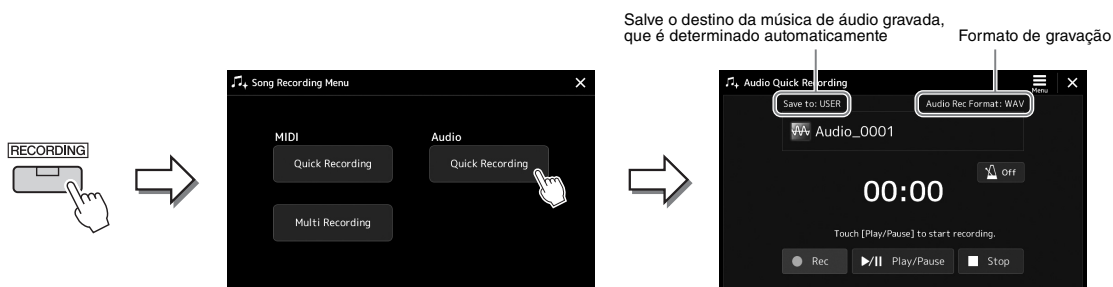 Salve o destino da música de áudio gravada,
que é determinado automaticamente
Formato de gravação
RECORDING
Song Recording Menu
MIDI
Audio
Quick Recording
Quick Recording
Multi Recording
Audio Quick Recording
Menu
Save to: USER
Audio Rec Format: WAV
Audio_0001
Off
00:00
Touch [Play/Pause] to start recording.
Rec
Play/Pause
Stop